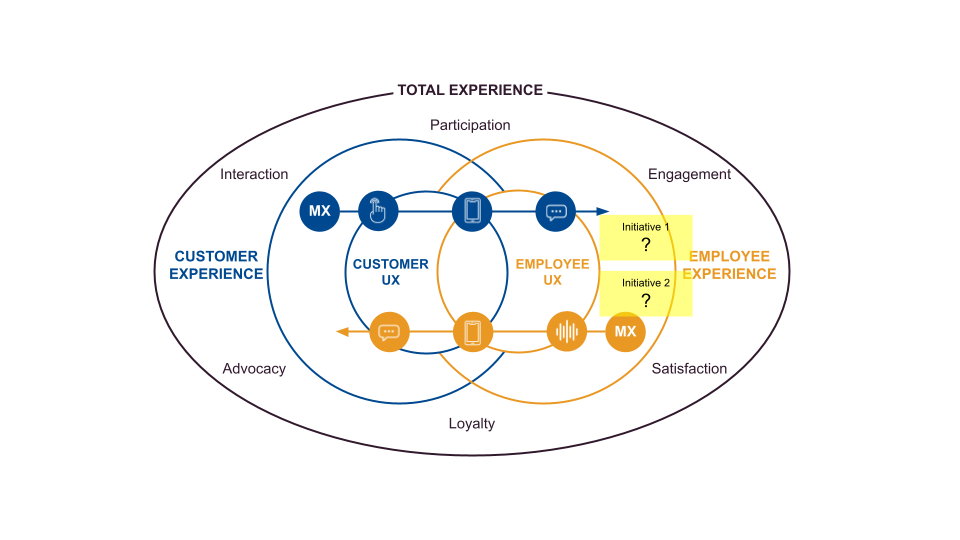 TOTAL EXPERIENCE
Participation
Interaction
Engagement
MX
Initiative 1
?
CUSTOMER
EXPERIENCE
CUSTOMER
UX
EMPLOYEE
UX
EMPLOYEE
EXPERIENCE
Initiative 2
?
MX
Advocacy
Satisfaction
Loyalty